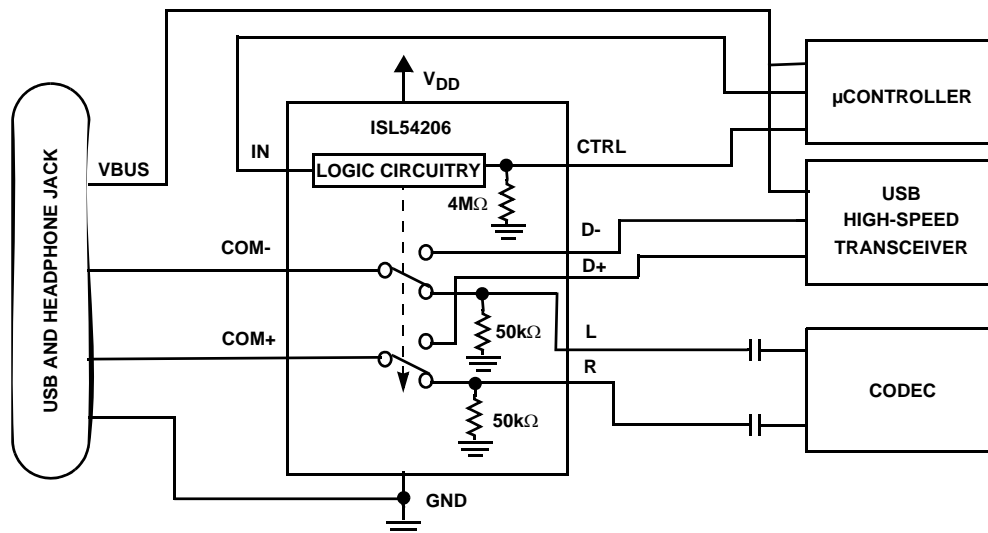 V_DD
ISL54206
µCONTROLLER
IN
LOGIC CIRCUITRY
CTRL
VBUS
4MΩ
USB
HIGH-SPEED
TRANSCEIVER
D-
COM-
D+
USB AND HEADPHONE JACK
50kΩ
L
COM+
R
CODEC
50kΩ
GND